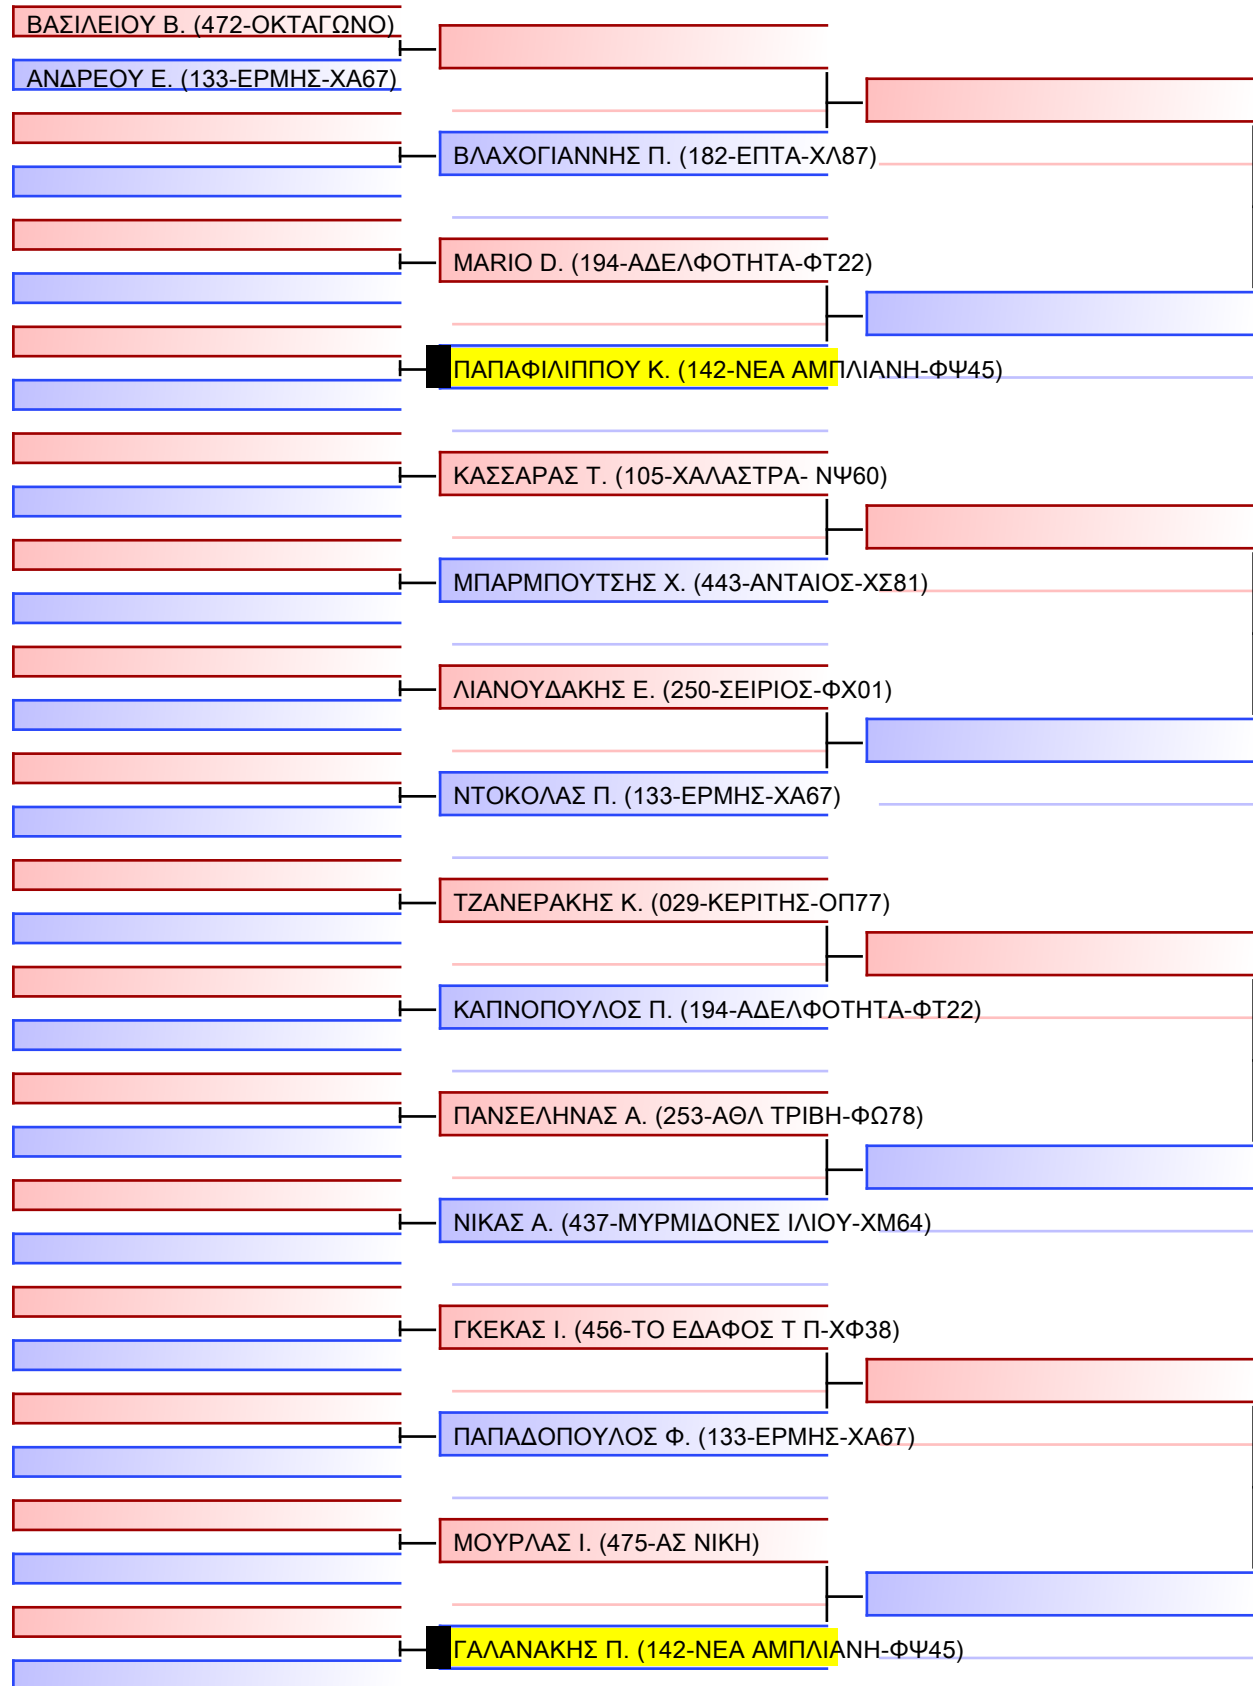 ΒΑΣΙΛΕΙΟΥ Β. (472-ΟΚΤΑΓΩΝΟ)
ΑΝΔΡΕΟΥ Ε. (133-ΕΡΜΗΣ-ΧΑ67)
ΒΛΑΧΟΓΙΑΝΝΗΣ Π. (182-ΕΠΤΑ-ΧΛ87)
MARIO D. (194-ΑΔΕΛΦΟΤΗΤΑ-ΦΤ22)
ΠΑΠΑΦΙΛΙΠΠΟΥ Κ. (142-ΝΕΑ ΑΜΠΛΙΑΝΗ-ΦΨ45)
ΚΑΣΣΑΡΑΣ Τ. (105-ΧΑΛΑΣΤΡΑ- ΝΨ60)
ΜΠΑΡΜΠΟΥΤΣΗΣ Χ. (443-ΑΝΤΑΙΟΣ-ΧΣ81)
ΛΙΑΝΟΥΔΑΚΗΣ Ε. (250-ΣΕΙΡΙΟΣ-ΦΧ01)
ΝΤΟΚΟΛΑΣ Π. (133-ΕΡΜΗΣ-ΧΑ67)
ΤΖΑΝΕΡΑΚΗΣ Κ. (029-ΚΕΡΙΤΗΣ-ΟΠ77)
ΚΑΠΝΟΠΟΥΛΟΣ Π. (194-ΑΔΕΛΦΟΤΗΤΑ-ΦΤ22)
ΠΑΝΣΕΛΗΝΑΣ Α. (253-ΑΘΛ ΤΡΙΒΗ-ΦΩ78)
ΝΙΚΑΣ Α. (437-ΜΥΡΜΙΔΟΝΕΣ ΙΛΙΟΥ-ΧΜ64)
ΓΚΕΚΑΣ Ι. (456-ΤΟ ΕΔΑΦΟΣ Τ Π-ΧΦ38)
ΠΑΠΑΔΟΠΟΥΛΟΣ Φ. (133-ΕΡΜΗΣ-ΧΑ67)
ΜΟΥΡΛΑΣ Ι. (475-ΑΣ ΝΙΚΗ)
ΓΑΛΑΝΑΚΗΣ Π. (142-ΝΕΑ ΑΜΠΛΙΑΝΗ-ΦΨ45)